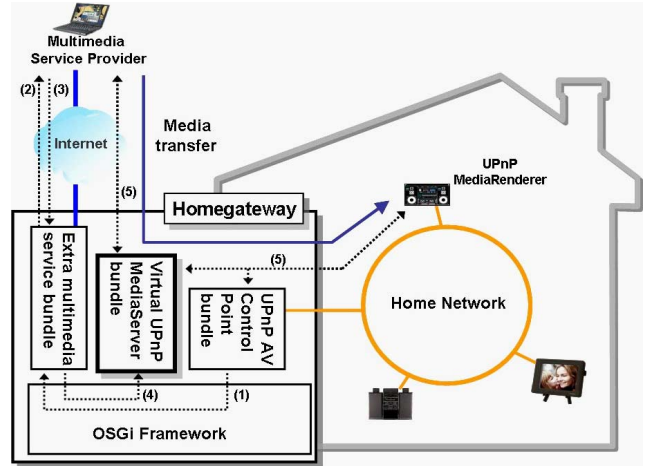 Multimedia
Service Provider
(2)
(3)
Internet
Media
transfer
(5)
UPnP
MediaRenderer
Homegateway
Extra multimedia
service bundle
Virtual UPnP
MediaServer
bundle
(5)
UPnP AV
Control
Point
bundle
Home Network
(4)
(1)
OSGi Framework